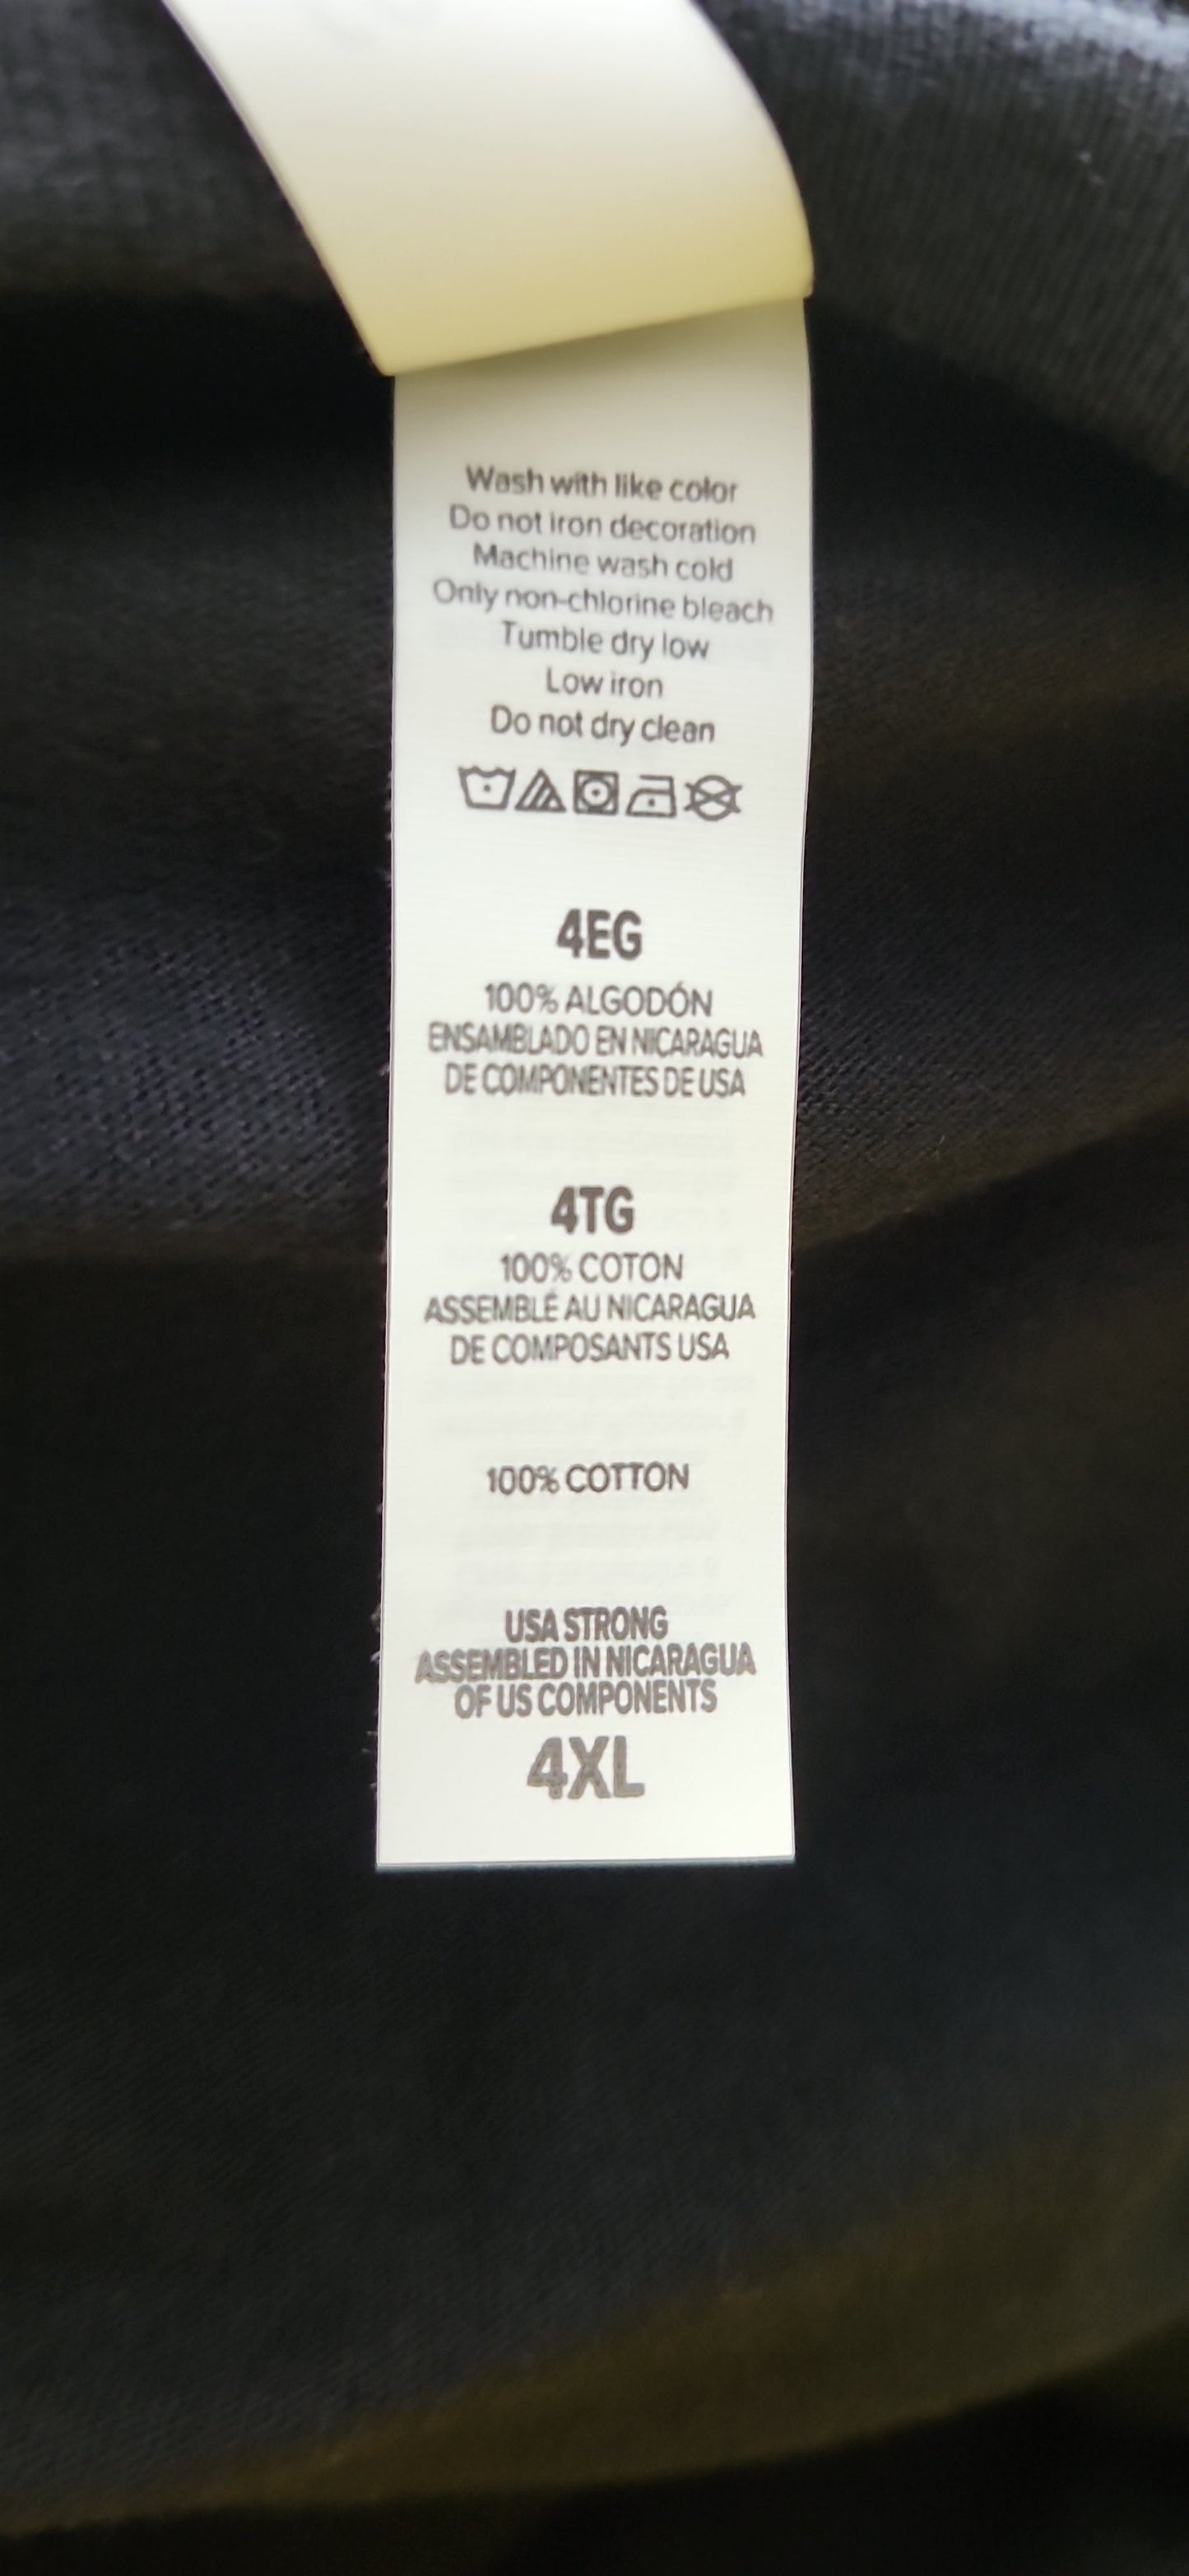 Wash with like color
Do not iron decoration
Machine wash cold
Only non-chlorine bleach
Tumble dry low
Low iron
Do not dry clean
4EG
100% ALGODÓN
ENSAMBLADO EN NICARAGUA
DE COMPONENTES DE USA
4TG
100% COTON
ASSEMBLÉ AU NICARAGUA
DE COMPOSANTS USA
100% COTTON
USA STRONG
ASSEMBLED IN NICARAGUA
OF US COMPONENTS
4XL